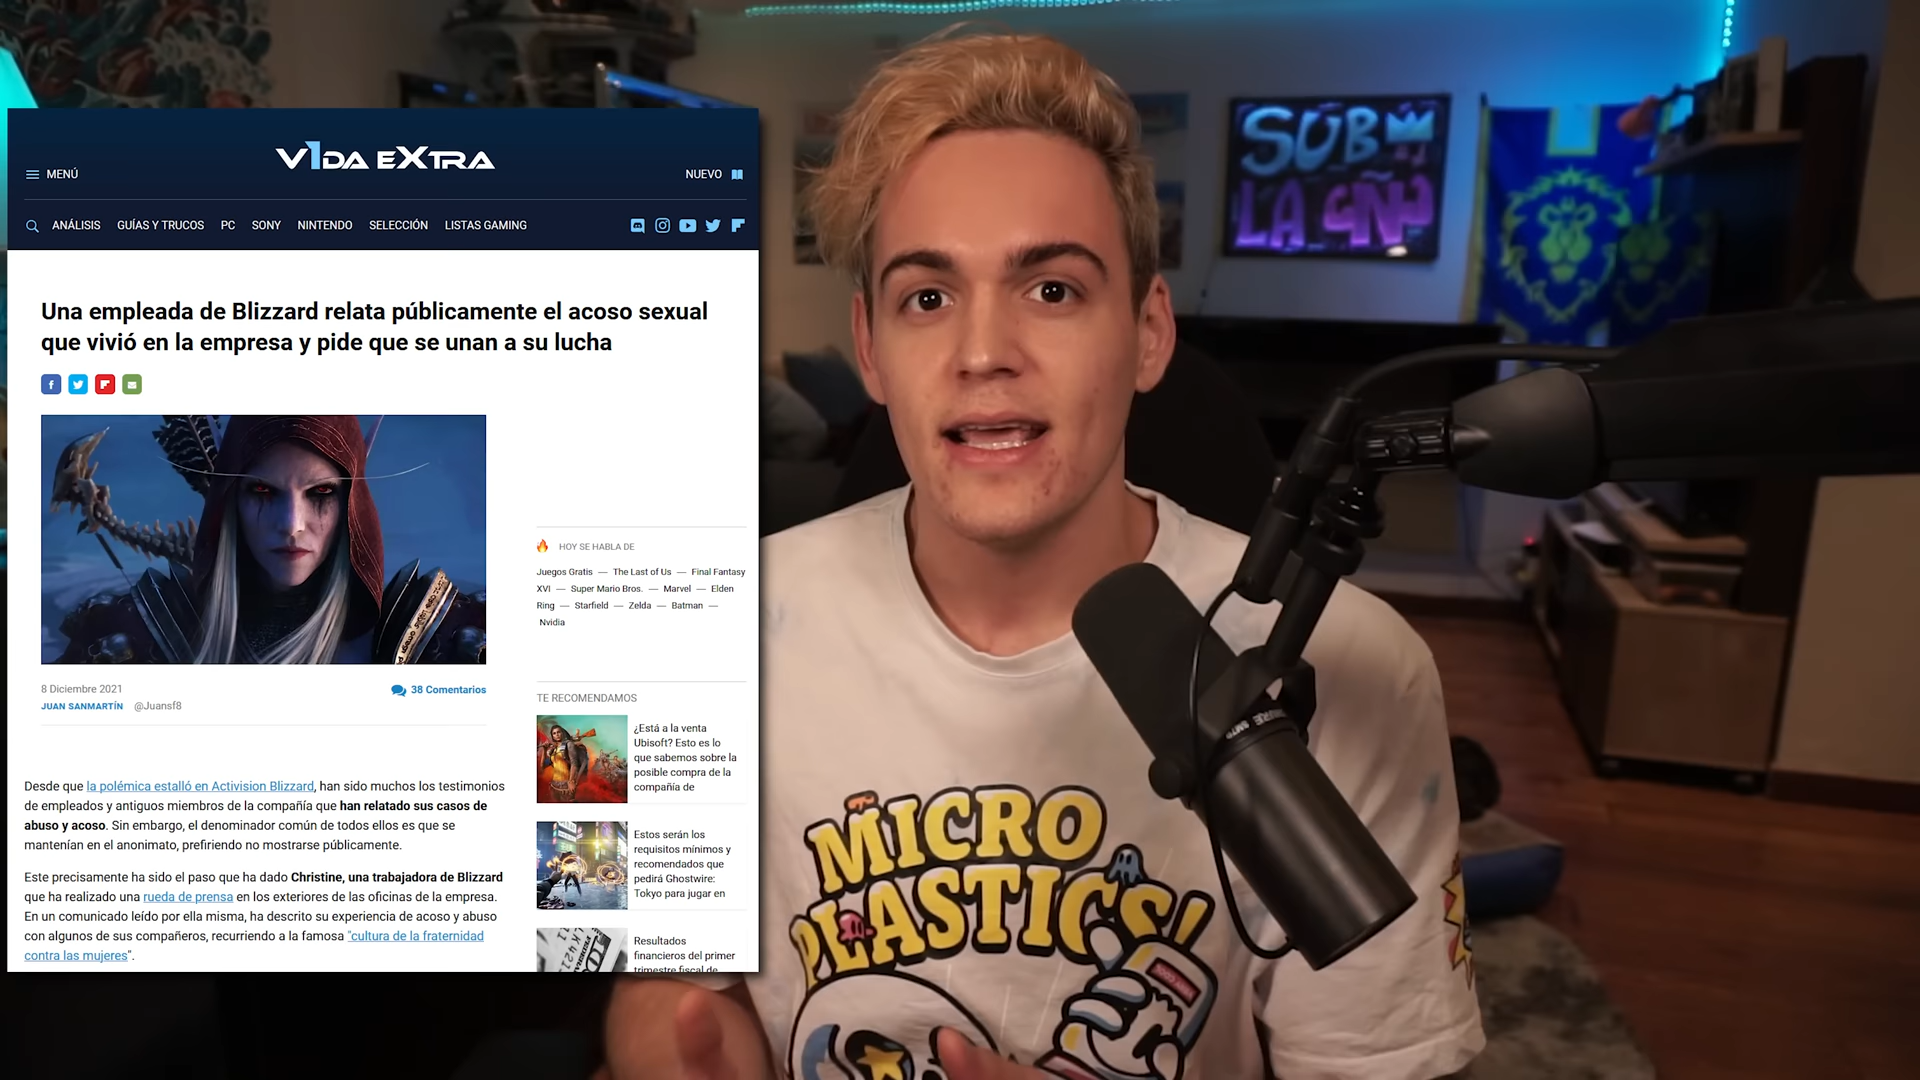 VIDA EXTRA
MENÚ
NUEVO
ANÁLISIS GUÍAS Y TRUCOS PC SONY NINTENDO SELECCIÓN LISTAS GAMING
Una empleada de Blizzard relata públicamente el acoso sexual
que vivió en la empresa y pide que se unan a su lucha
8 Diciembre 2021
38 Comentarios
JUAN SANMARTÍN @Juansf8
Desde que la polémica estalló en Activision Blizzard, han sido muchos los testimonios
de empleados y antiguos miembros de la compañía que han relatado sus casos de
abuso y acoso. Sin embargo, el denominador común de todos ellos es que se
mantenían en el anonimato, prefiriendo no mostrarse públicamente.
Este precisamente ha sido el paso que ha dado Christine, una trabajadora de Blizzard
que ha realizado una rueda de prensa en los exteriores de las oficinas de la empresa.
En un comunicado leído por ella misma, ha descrito su experiencia de acoso y abuso
con algunos de sus compañeros, recurriendo a la famosa "cultura de la fraternidad
contra las mujeres".
HOY SE HABLA DE
Juegos Gratis — The Last of Us — Final Fantasy
XVI — Super Mario Bros. — Marvel — Elden
Ring — Starfield — Zelda — Batman —
Nvidia
TE RECOMENDAMOS
¿Está a la venta
Ubisoft? Esto es lo
que sabemos sobre la
posible compra de la
compañía de
Estos serán los
requisitos mínimos y
recomendados que
pedirá Ghostwire:
Tokyo para jugar en
Resultados
financieros del primer
trimestre fiscal de
SUB
LA
SHURE SM7B
MICRO
PLASTICS!